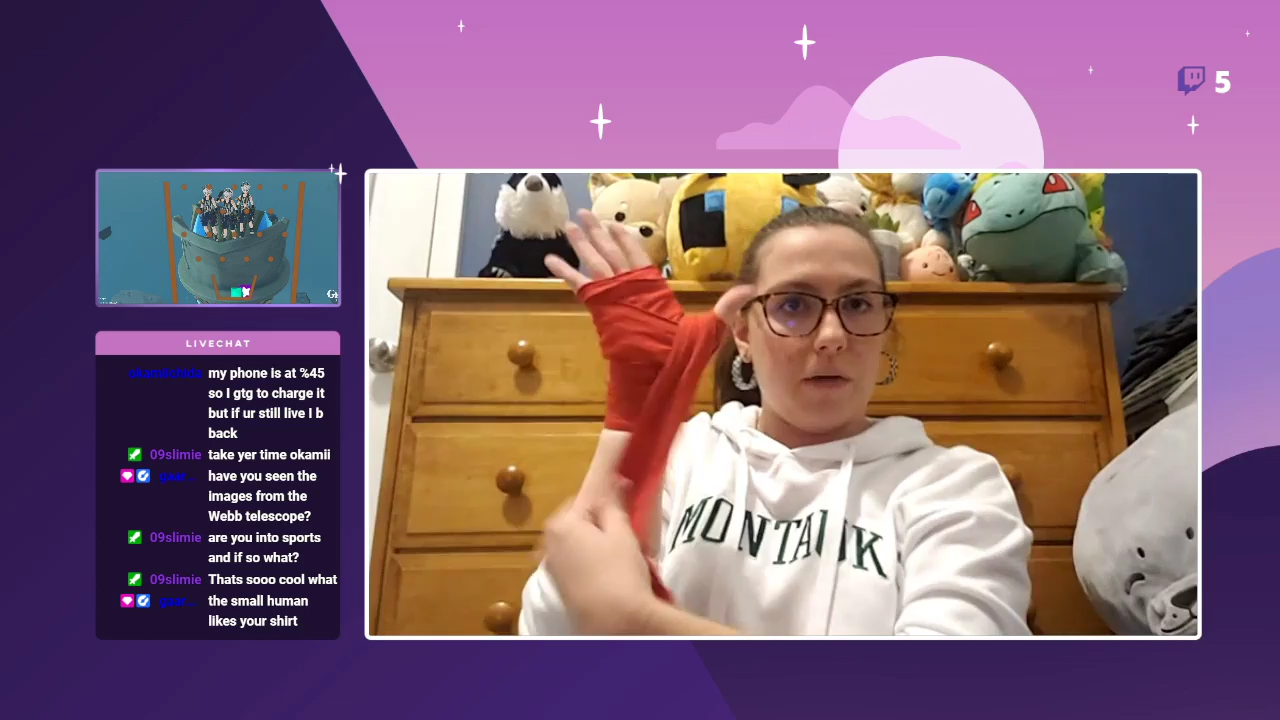 5
LIVECHAT
okamiichida my phone is at %45
so I gtg to charge it
but if ur still live I b
back
09slimie take yer time okamii
have you seen the
images from the
Webb telescope?
09slimie are you into sports
and if so what?
09slimie Thats sooo cool what
the small human
likes your shirt
MONTAUK